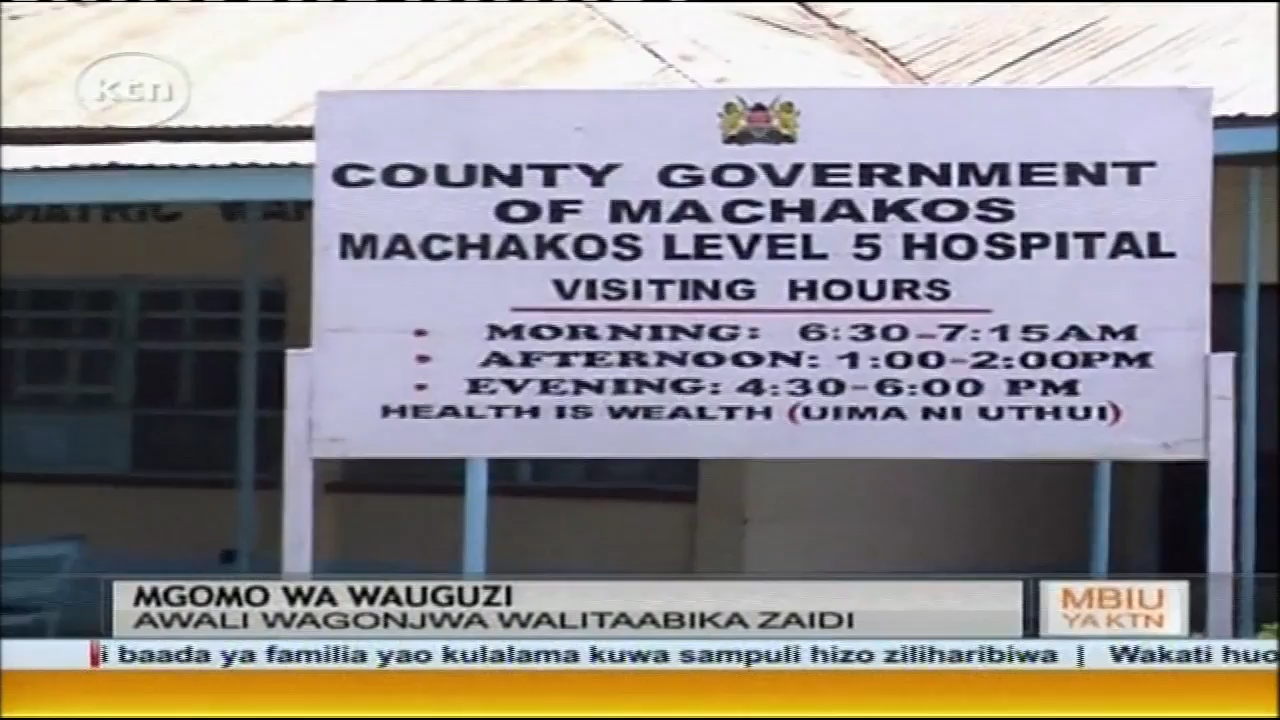 ktn
COUNTY GOVERNMENT
OF MACHAKOS
MACHAKOS LEVEL 5 HOSPITAL
VISITING HOURS
• MORNING: 6:30-7:15AM
• AFTERNOON: 1:00-2:00PM
• EVENING: 4:30-6:00 PM
HEALTH IS WEALTH (UIMA NI UTHUI)
MGOMO WA WAUGUZI
AWALI WAGONJWA WALITAABIKA ZAIDI
MBIU
YA KTN
baada ya familia yao kulalama kuwa sampuli hizo ziliharibiwa | Wakati